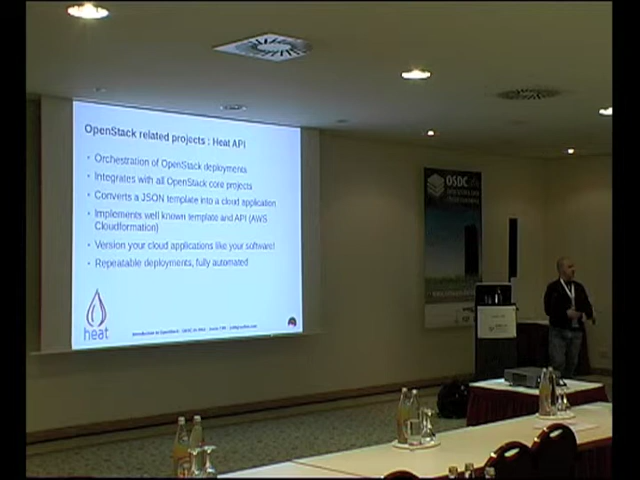 OpenStack related projects : Heat API
• Orchestration of OpenStack deployments
• Integrates with all OpenStack core projects
• Converts a JSON template into a cloud application
• Implements well known template and API (AWS
Cloudformation)
• Version your cloud applications like your software!
• Repeatable deployments, fully automated
heat
OSDC